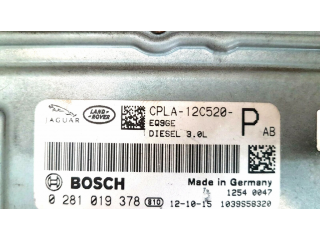 JAGUAR
LAND ROVER
CPLA-12C520-
EQ9GE
DIESEL 3.0L
P AB
BOSCH
Made in Germany
1254 0047
0 281 019 378 810
12-10-15 1039S58320